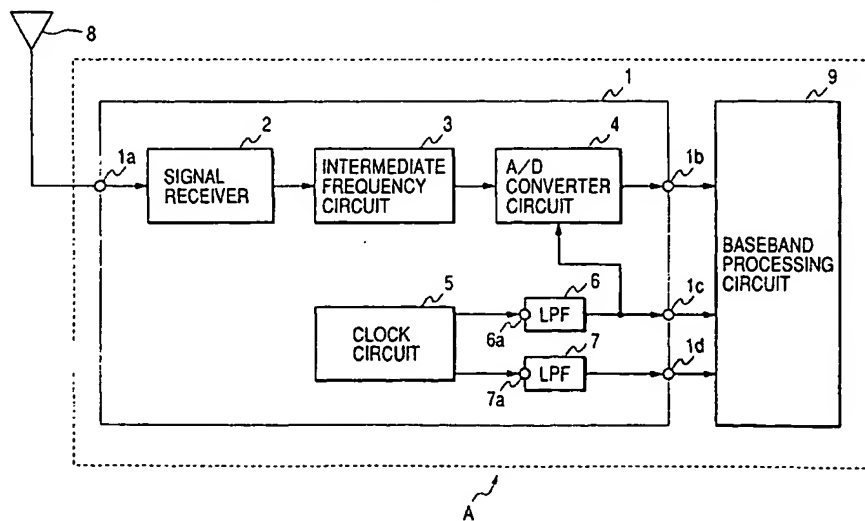 8
1
9
2
3
4
1a
SIGNAL
RECEIVER
INTERMEDIATE
FREQUENCY
CIRCUIT
A/D
CONVERTER
CIRCUIT
1b
BASEBAND
PROCESSING
CIRCUIT
5
6
1c
CLOCK
CIRCUIT
6a
LPF
7
1d
7a
LPF
A